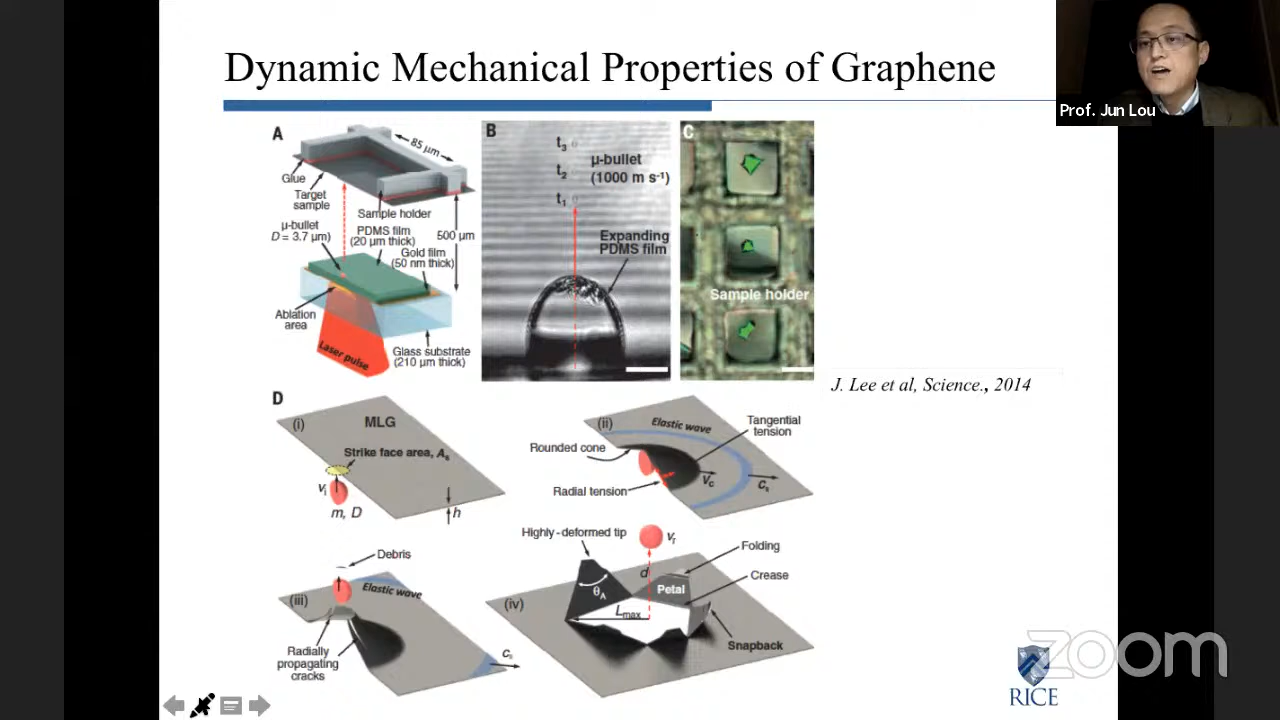 Dynamic Mechanical Properties of Graphene
Prof. Jun Lou
A
85 μm
Glue
Target
sample
Sample holder
μ-bullet
D = 3.7 μm)
PDMS film
(20 μm thick)
500 μm
Gold film
(50 nm thick)
Ablation
area
Laser pulse
Glass substrate
(210 μm thick)
B
t3
t2
t1
μ-bullet
(1000 m s-1)
Expanding
PDMS film
C
Sample holder
J. Lee et al, Science., 2014
D
(i)
MLG
Strike face area, As
vi
m, D
h
(ii)
Elastic wave
Tangential
tension
Rounded cone
Radial tension
vc
cs
(iii)
Debris
Elastic wave
Radially
propagating
cracks
cs
(iv)
Highly-deformed tip
vr
d
Folding
Crease
θA
Petal
Lmax
Snapback
zoom
RICE